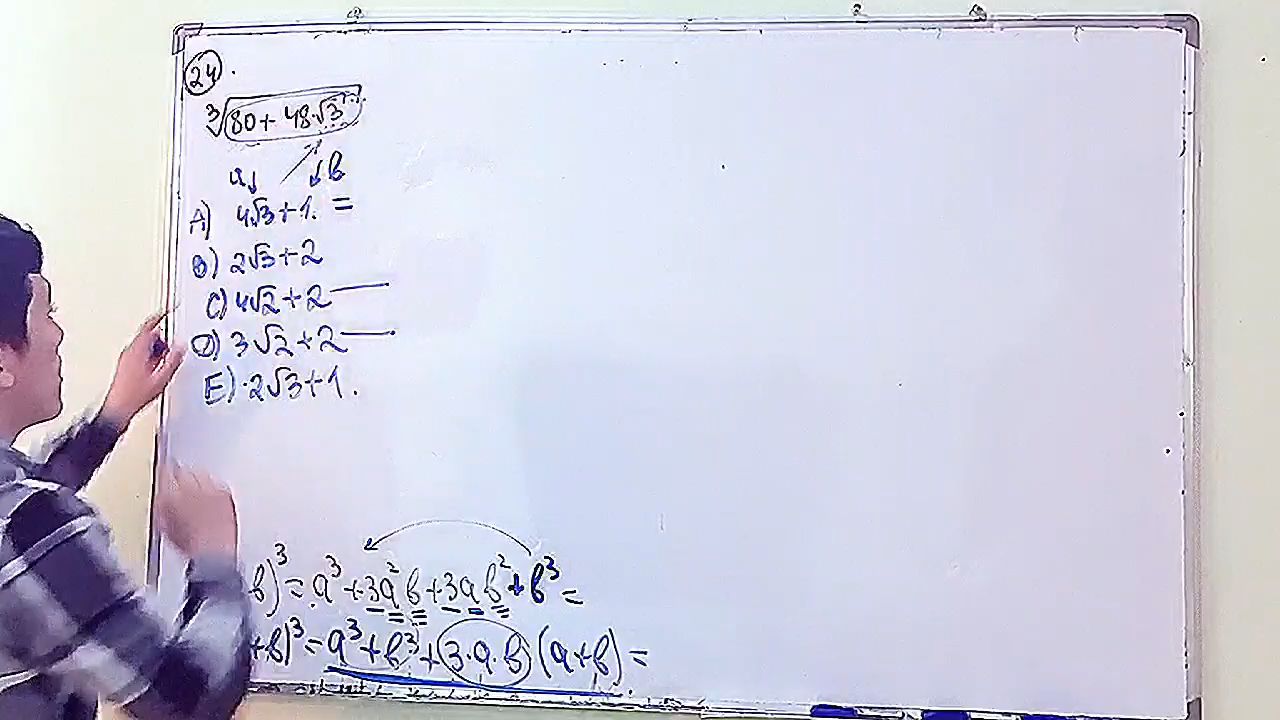 24.
∛80+48·√3
a b
A) 4√3+1. =
B) 2√3+2
C) 4√2+2
D) 3√2+2
E) 2√3+1.
b)³ = a³+3a²b+3ab²+b³ =
+b)³ = a³+b³+(3·a·b)(a+b) =